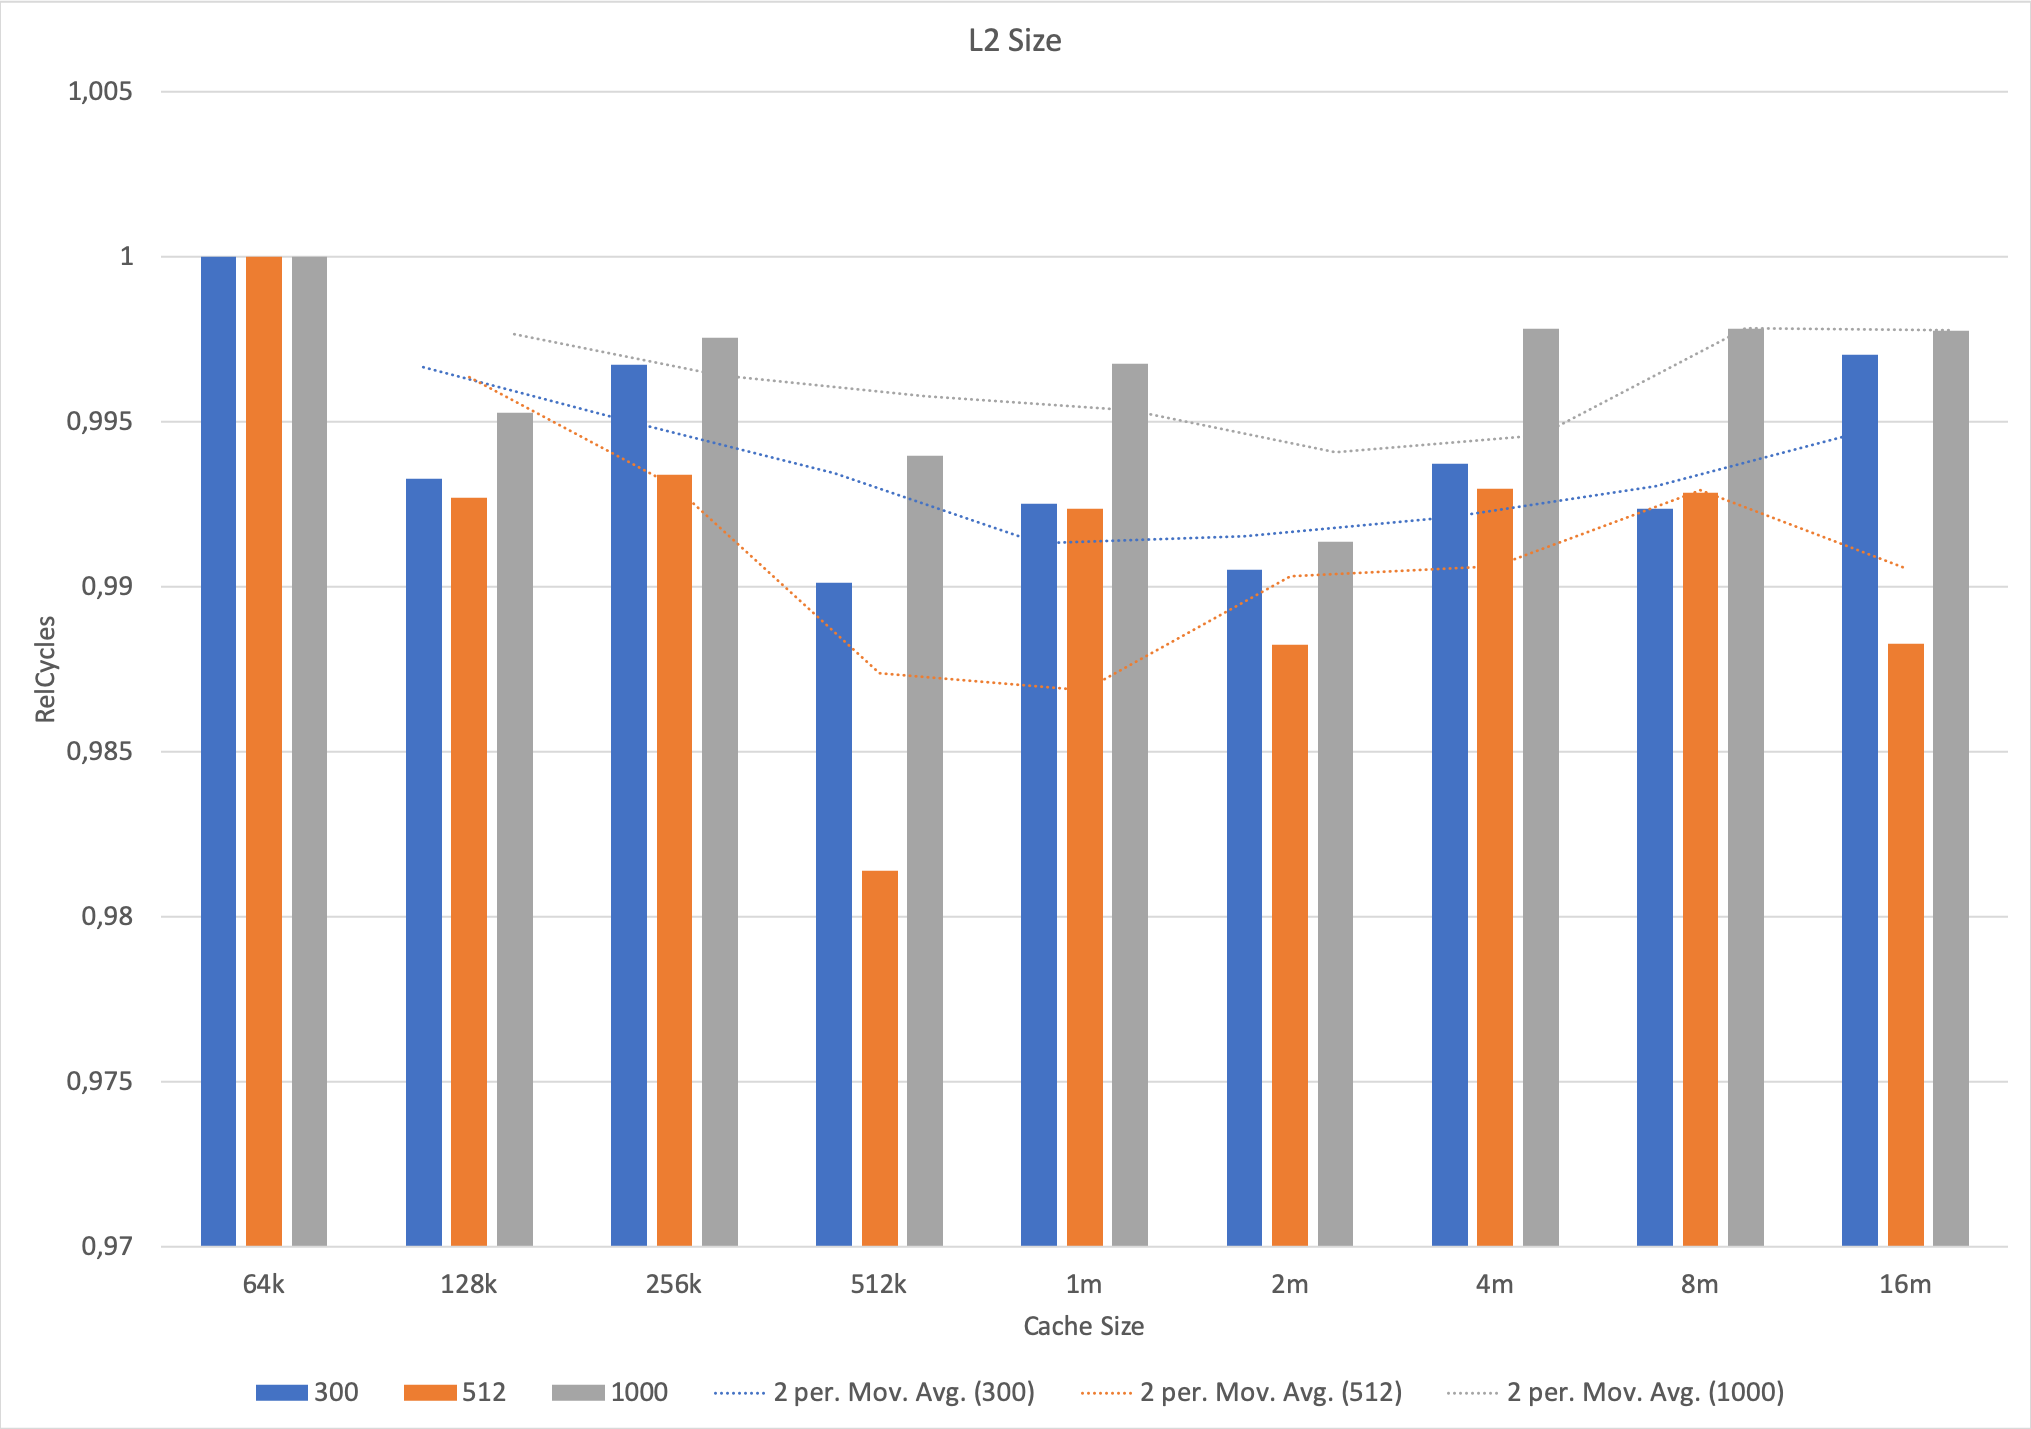 L2 Size
1,005
1
0,995
0,99
0,985
0,98
0,975
0,97
RelCycles
64k 128k 256k 512k 1m 2m 4m 8m 16m
Cache Size
300 512 1000 2 per. Mov. Avg. (300) 2 per. Mov. Avg. (512) 2 per. Mov. Avg. (1000)